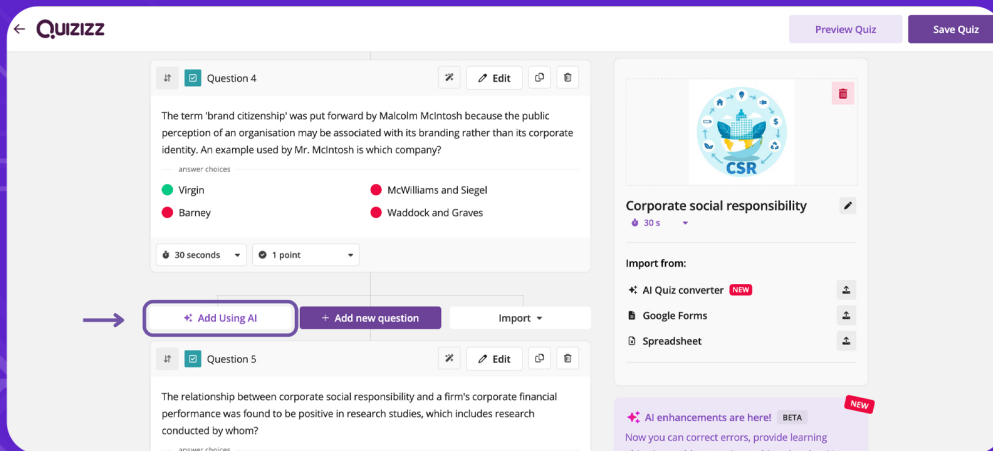 QUIZIZZ
Preview Quiz
Save Quiz
Question 4
Edit
The term 'brand citizenship' was put forward by Malcolm McIntosh because the public
perception of an organisation may be associated with its branding rather than its corporate
identity. An example used by Mr. McIntosh is which company?
answer choices
Virgin
McWilliams and Siegel
Barney
Waddock and Graves
30 seconds
1 point
Add Using AI
+ Add new question
Import
Question 5
Edit
The relationship between corporate social responsibility and a firm's corporate financial
performance was found to be positive in research studies, which includes research
conducted by whom?
answer choices
$
CSR
Corporate social responsibility
30 s
Import from:
AI Quiz converter NEW
Google Forms
Spreadsheet
NEW
AI enhancements are here! BETA
Now you can correct errors, provide learning